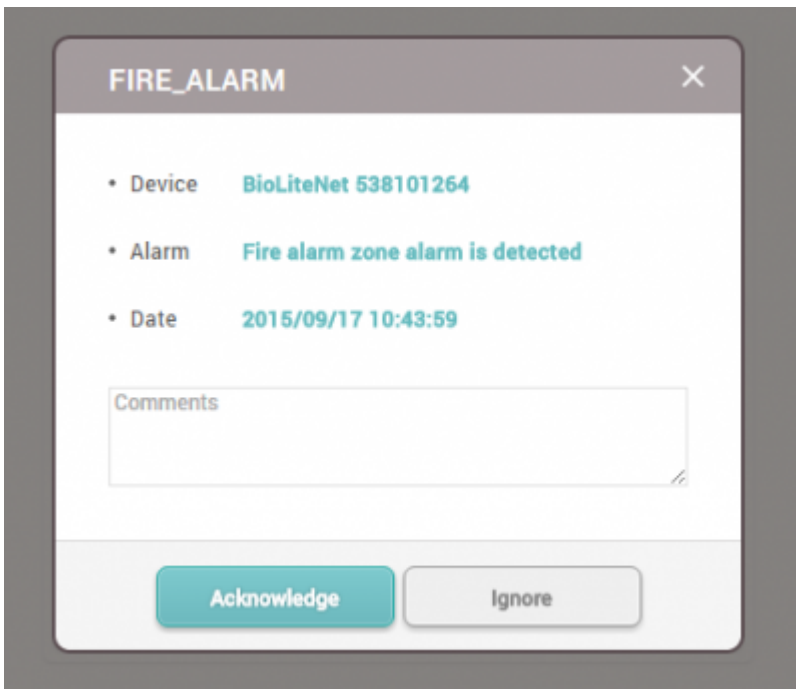 FIRE_ALARM
• Device BioLiteNet 538101264
• Alarm Fire alarm zone alarm is detected
• Date 2015/09/17 10:43:59
Comments
Acknowledge Ignore